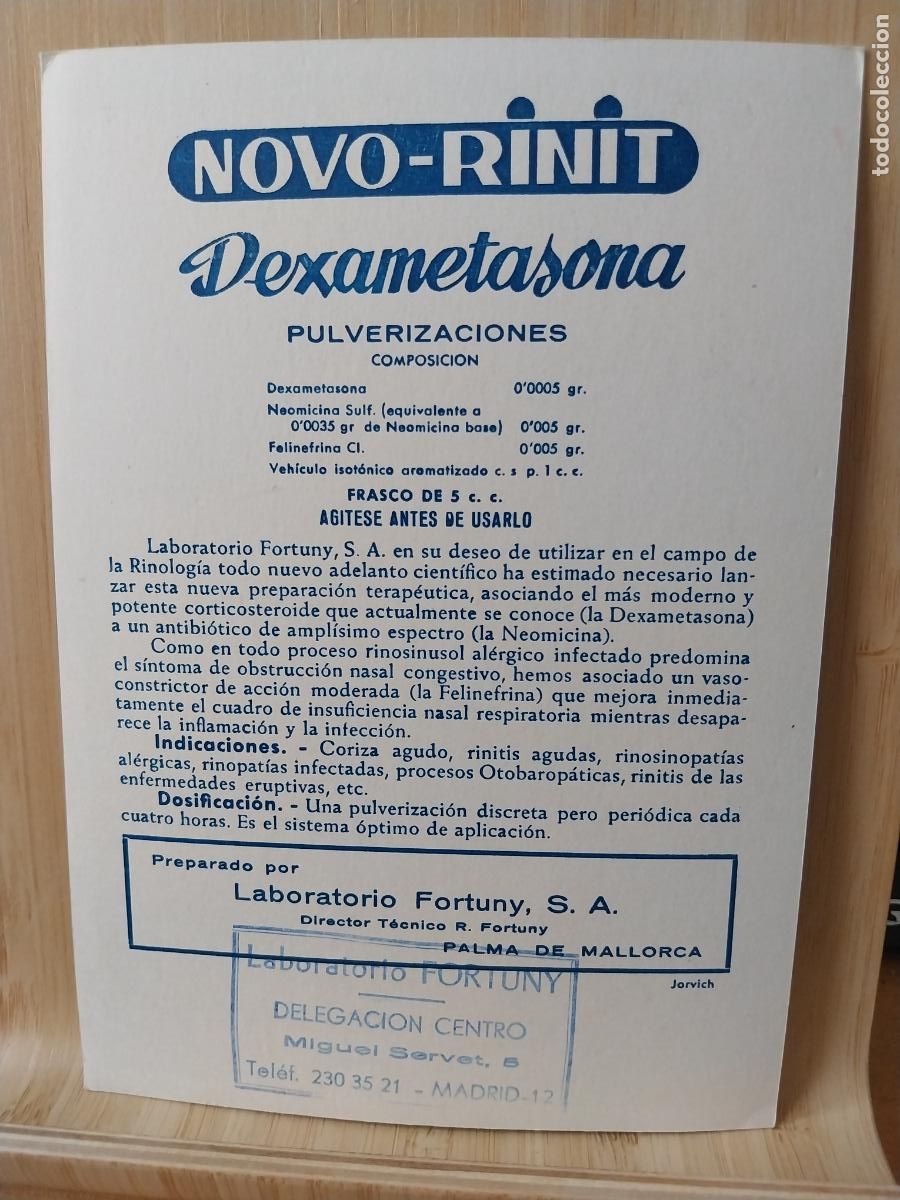 NOVO-RINIT
Dexametasona
PULVERIZACIONES
COMPOSICION
Dexametasona 0'0005 gr.
Neomicina Sulf. (equivalente a
0'0035 gr de Neomicina base) 0'005 gr.
Felinefrina Cl. 0'005 gr.
Vehículo isotónico aromatizado c. s p. 1 c. c.
FRASCO DE 5 c. c.
AGITESE ANTES DE USARLO
Laboratorio Fortuny, S. A. en su deseo de utilizar en el campo de
la Rinología todo nuevo adelanto científico ha estimado necesario lan-
zar esta nueva preparación terapéutica, asociando el más moderno y
potente corticosteroide que actualmente se conoce (la Dexametasona)
a un antibiótico de amplísimo espectro (la Neomicina).
Como en todo proceso rinosinusol alérgico infectado predomina
el síntoma de obstrucción nasal congestivo, hemos asociado un vaso-
constrictor de acción moderada (la Felinefrina) que mejora inmedia-
tamente el cuadro de insuficiencia nasal respiratoria mientras desapa-
rece la inflamación y la infección.
Indicaciones. - Coriza agudo, rinitis agudas, rinosinopatías
alérgicas, rinopatías infectadas, procesos Otobaropáticas, rinitis de las
enfermedades eruptivas, etc.
Dosificación. - Una pulverización discreta pero periódica cada
cuatro horas. Es el sistema óptimo de aplicación.
Preparado por
Laboratorio Fortuny, S. A.
Director Técnico R. Fortuny
PALMA DE MALLORCA
Jorvich
Laboratorio FORTUNY
DELEGACION CENTRO
Miguel Servet, 5
Teléf. 230 35 21 - MADRID-12
todocoleccion